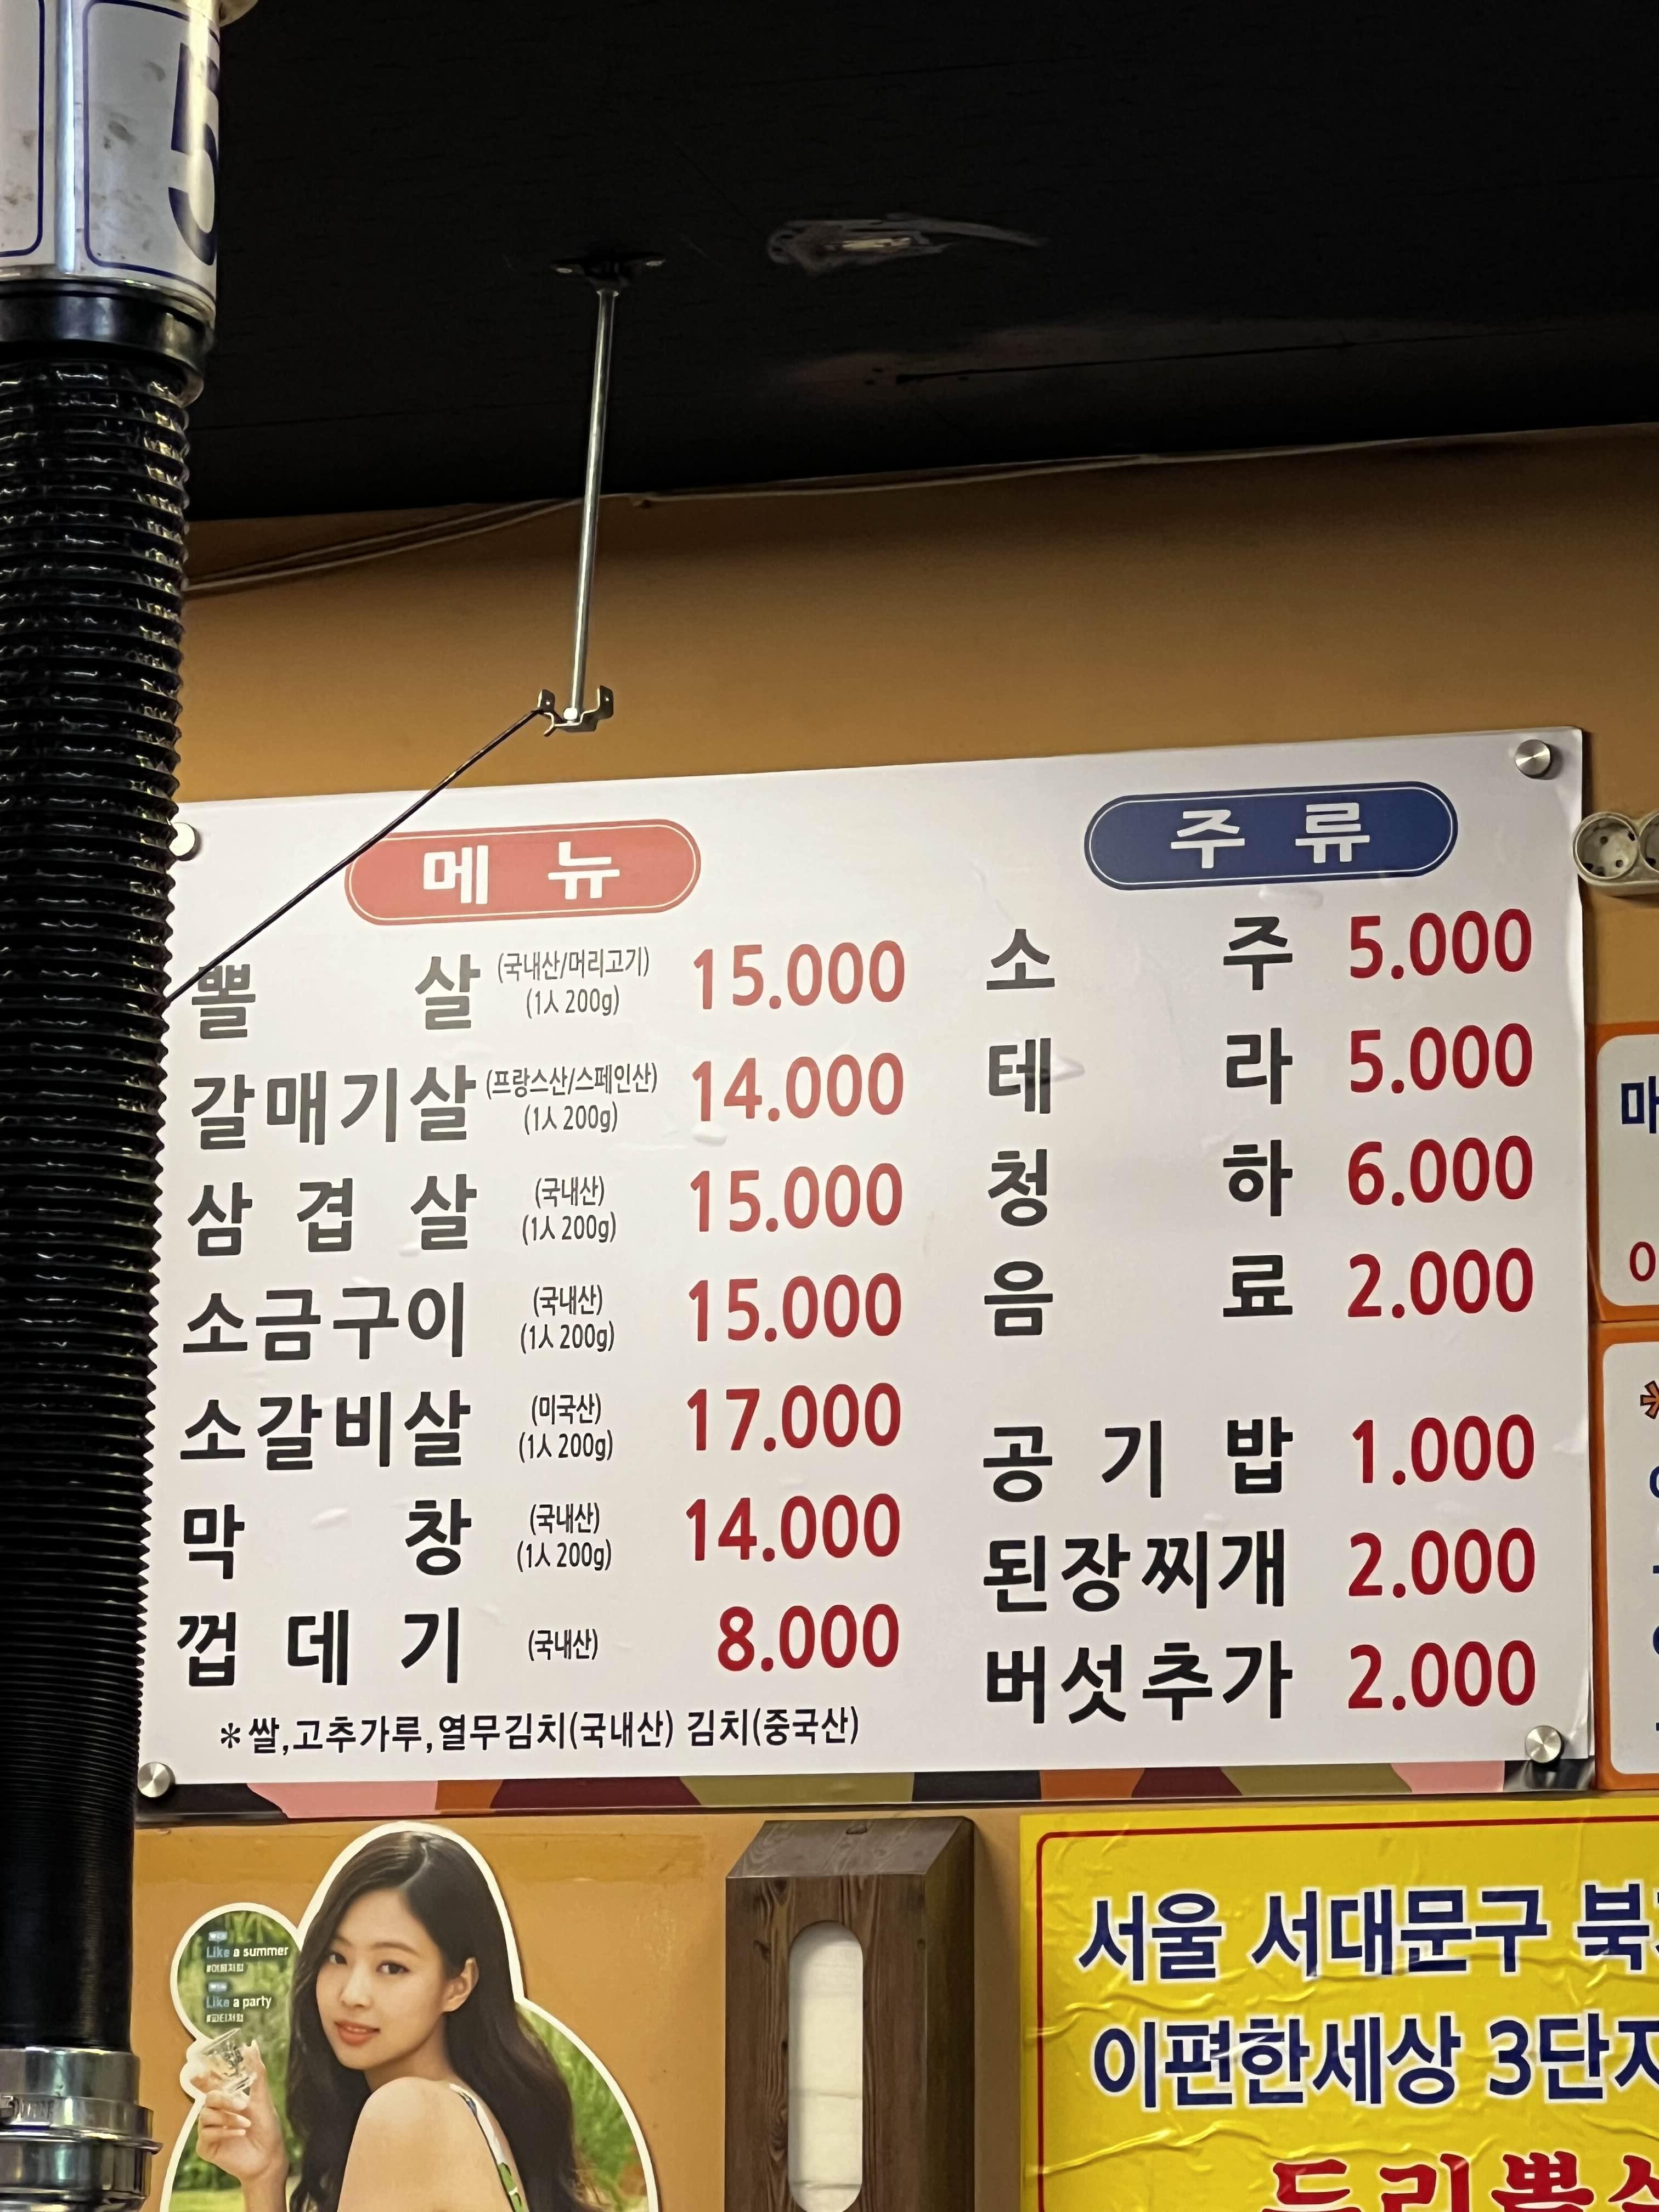 5
메뉴
뽈살 (국내산/머리고기) (1人 200g) 15.000
갈매기살 (프랑스산/스페인산) (1人 200g) 14.000
삼겹살 (국내산) (1人 200g) 15.000
소금구이 (국내산) (1人 200g) 15.000
소갈비살 (미국산) (1人 200g) 17.000
막창 (국내산) (1人 200g) 14.000
껍데기 (국내산) 8.000
*쌀,고추가루,열무김치(국내산) 김치(중국산)
주류
소주 5.000
테라 5.000
청하 6.000
음료 2.000
공기밥 1.000
된장찌개 2.000
버섯추가 2.000
Like a summer
Like a party
서울 서대문구
이편한세상 3단